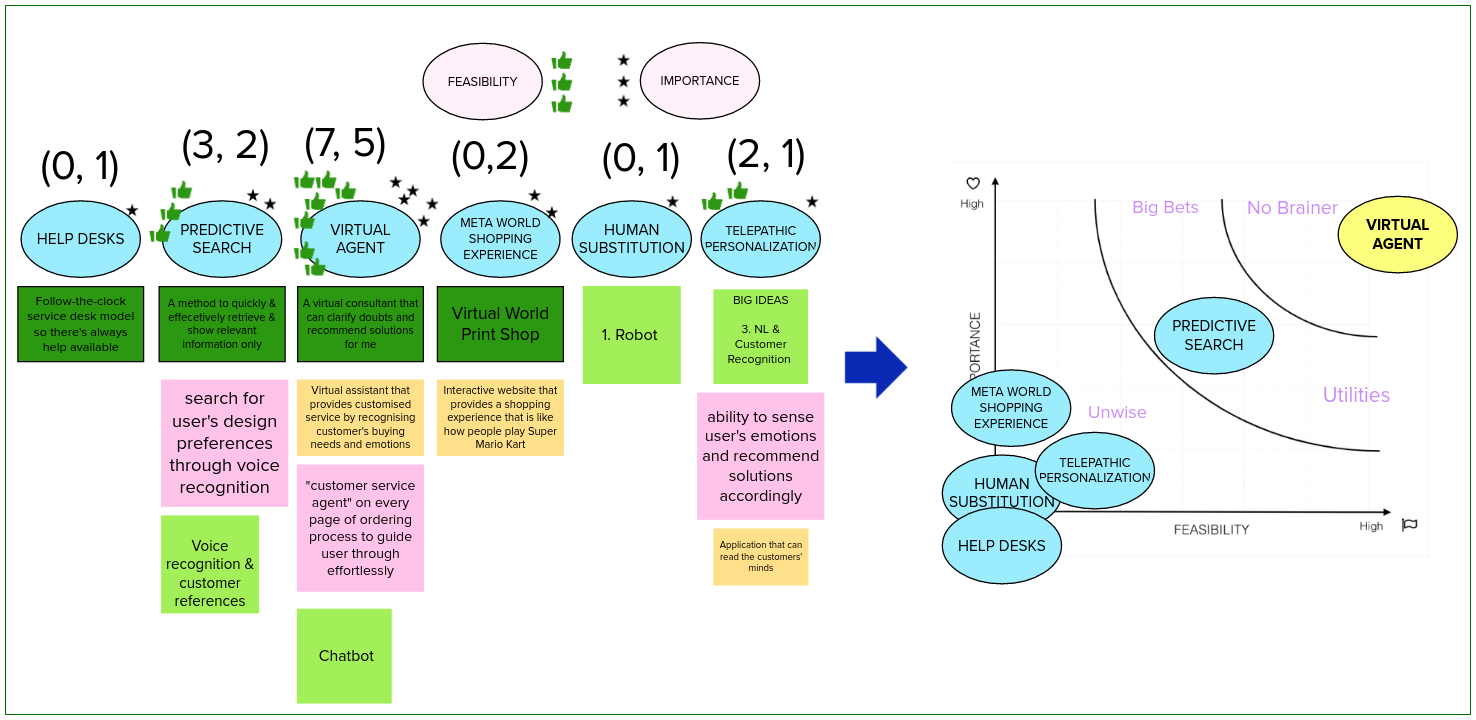 FEASIBILITY
IMPORTANCE
(0, 1)
(3, 2)
(7, 5)
(0,2)
(0, 1)
(2, 1)
HELP DESKS
PREDICTIVE
SEARCH
VIRTUAL
AGENT
META WORLD
SHOPPING
EXPERIENCE
HUMAN
SUBSTITUTION
TELEPATHIC
PERSONALIZATION
Follow-the-clock
service desk model
so there's always
help available
A method to quickly &
effecetively retrieve &
show relevant
information only
A virtual consultant that
can clarify doubts and
recommend solutions
for me
Virtual World
Print Shop
1. Robot
BIG IDEAS
3. NL &
Customer
Recognition
search for
user's design
preferences
through voice
recognition
Virtual assistant that
provides customised
service by recognising
customer's buying
needs and emotions
Interactive website that
provides a shopping
experience that is like
how people play Super
Mario Kart
ability to sense
user's emotions
and recommend
solutions
accordingly
"customer service
agent" on every
page of ordering
process to guide
user through
effortlessly
Voice
recognition &
customer
references
Application that can
read the customers'
minds
Chatbot
High
Big Bets
No Brainer
VIRTUAL
AGENT
PREDICTIVE
SEARCH
PORTANCE
META WORLD
SHOPPING
EXPERIENCE
Unwise
Utilities
TELEPATHIC
PERSONALIZATION
HUMAN
SUBSTITUTION
HELP DESKS
FEASIBILITY
High